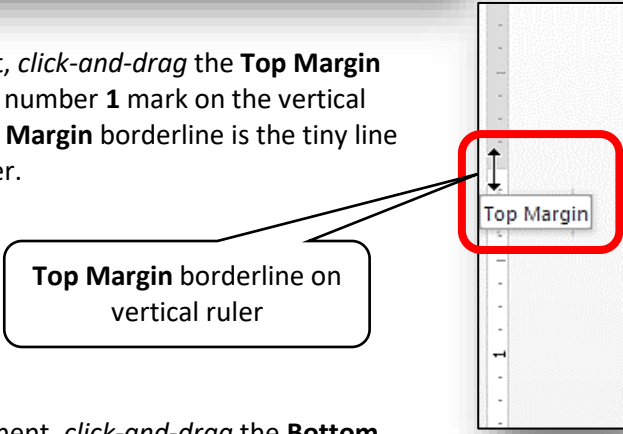 t, click-and-drag the Top Margin
number 1 mark on the vertical
Margin borderline is the tiny line
er.
Top Margin
Top Margin borderline on
vertical ruler
1
ment, click-and-drag the Bottom